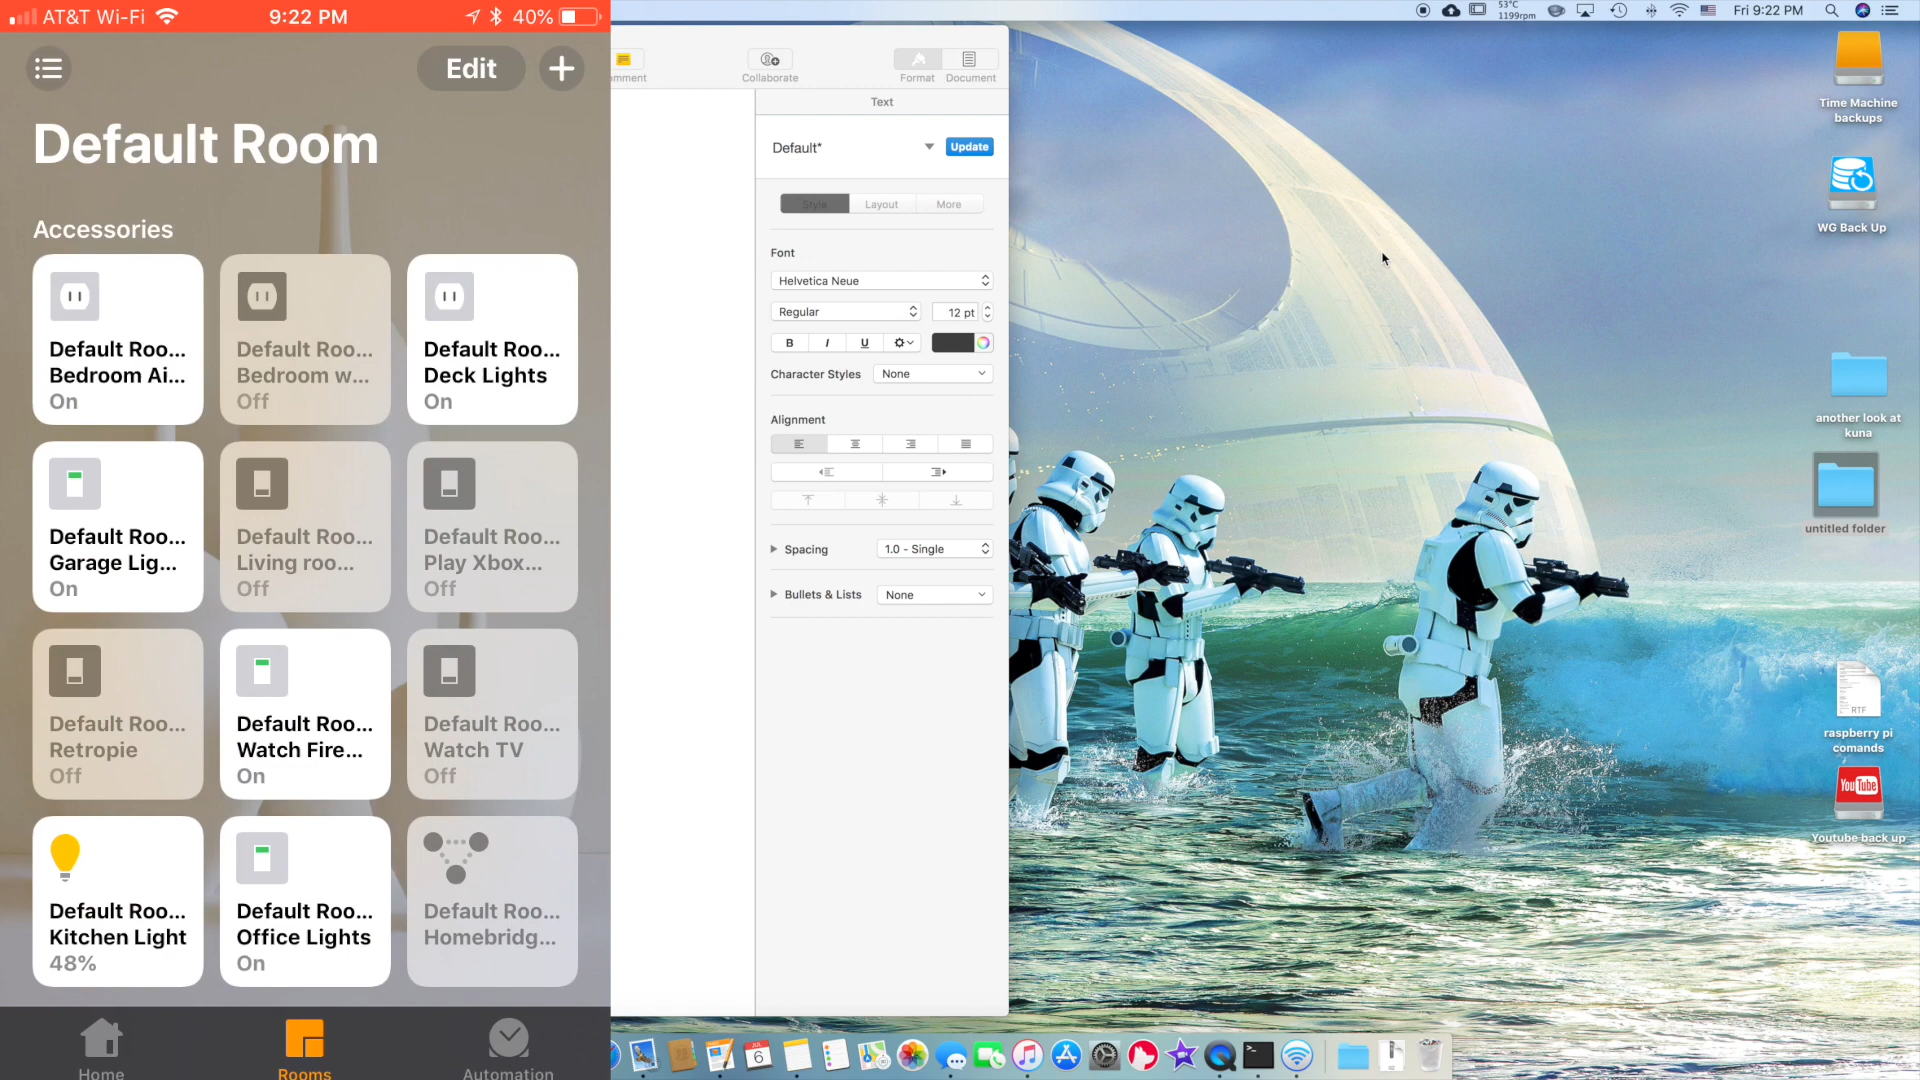 AT&T Wi-Fi
9:22 PM
40%
Edit
Default Room
Accessories
Default Roo...
Bedroom Ai...
On
Default Roo...
Bedroom w...
Off
Default Roo...
Deck Lights
On
Default Roo...
Garage Lig...
On
Default Roo...
Living roo...
Off
Default Roo...
Play Xbox...
Off
Default Roo...
Retropie
Off
Default Roo...
Watch Fire...
On
Default Roo...
Watch TV
Off
Default Roo...
Kitchen Light
48%
Default Roo...
Office Lights
On
Default Roo...
Homebridg...
Home
Rooms
Automation
mment
Collaborate
Format
Document
Text
Default*
Update
Style
Layout
More
Font
Helvetica Neue
Regular
12 pt
B
I
U
Character Styles
None
Alignment
Spacing
1.0 - Single
Bullets & Lists
None
53°C
1199rpm
Fri 9:22 PM
Time Machine
backups
WG Back Up
another look at
kuna
untitled folder
RTF
raspberry pi
comands
YouTube
Youtube back up
JUL
6